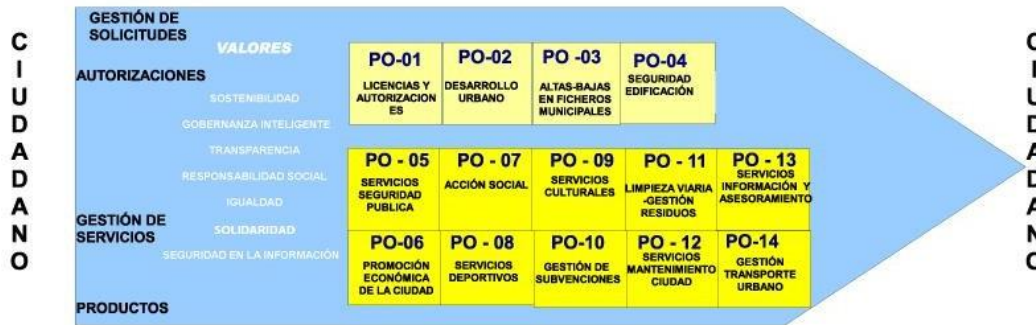 CIUDADANO
GESTIÓN DE
SOLICITUDES
AUTORIZACIONES
GESTIÓN DE
SERVICIOS
PRODUCTOS
VALORES
SOSTENIBILIDAD
GOBERNANZA INTELIGENTE
TRANSPARENCIA
RESPONSABILIDAD SOCIAL
IGUALDAD
SOLIDARIDAD
SEGURIDAD EN LA INFORMACIÓN
PO-01
LICENCIAS Y
AUTORIZACION
ES
PO-02
DESARROLLO
URBANO
PO -03
ALTAS-BAJAS
EN FICHEROS
MUNICIPALES
PO-04
SEGURIDAD
EDIFICACIÓN
PO - 05
SERVICIOS
SEGURIDAD
PUBLICA
PO - 07
ACCIÓN SOCIAL
PO - 09
SERVICIOS
CULTURALES
PO - 11
LIMPIEZA VIARIA
-GESTIÓN
RESIDUOS
PO - 13
SERVICIOS
INFORMACIÓN Y
ASESORAMIENTO
PO-06
PROMOCIÓN
ECONÓMICA
DE LA CIUDAD
PO - 08
SERVICIOS
DEPORTIVOS
PO-10
GESTIÓN DE
SUBVENCIONES
PO - 12
SERVICIOS
MANTENIMIENTO
CIUDAD
PO-14
GESTIÓN
TRANSPORTE
URBANO
CIUDADANO